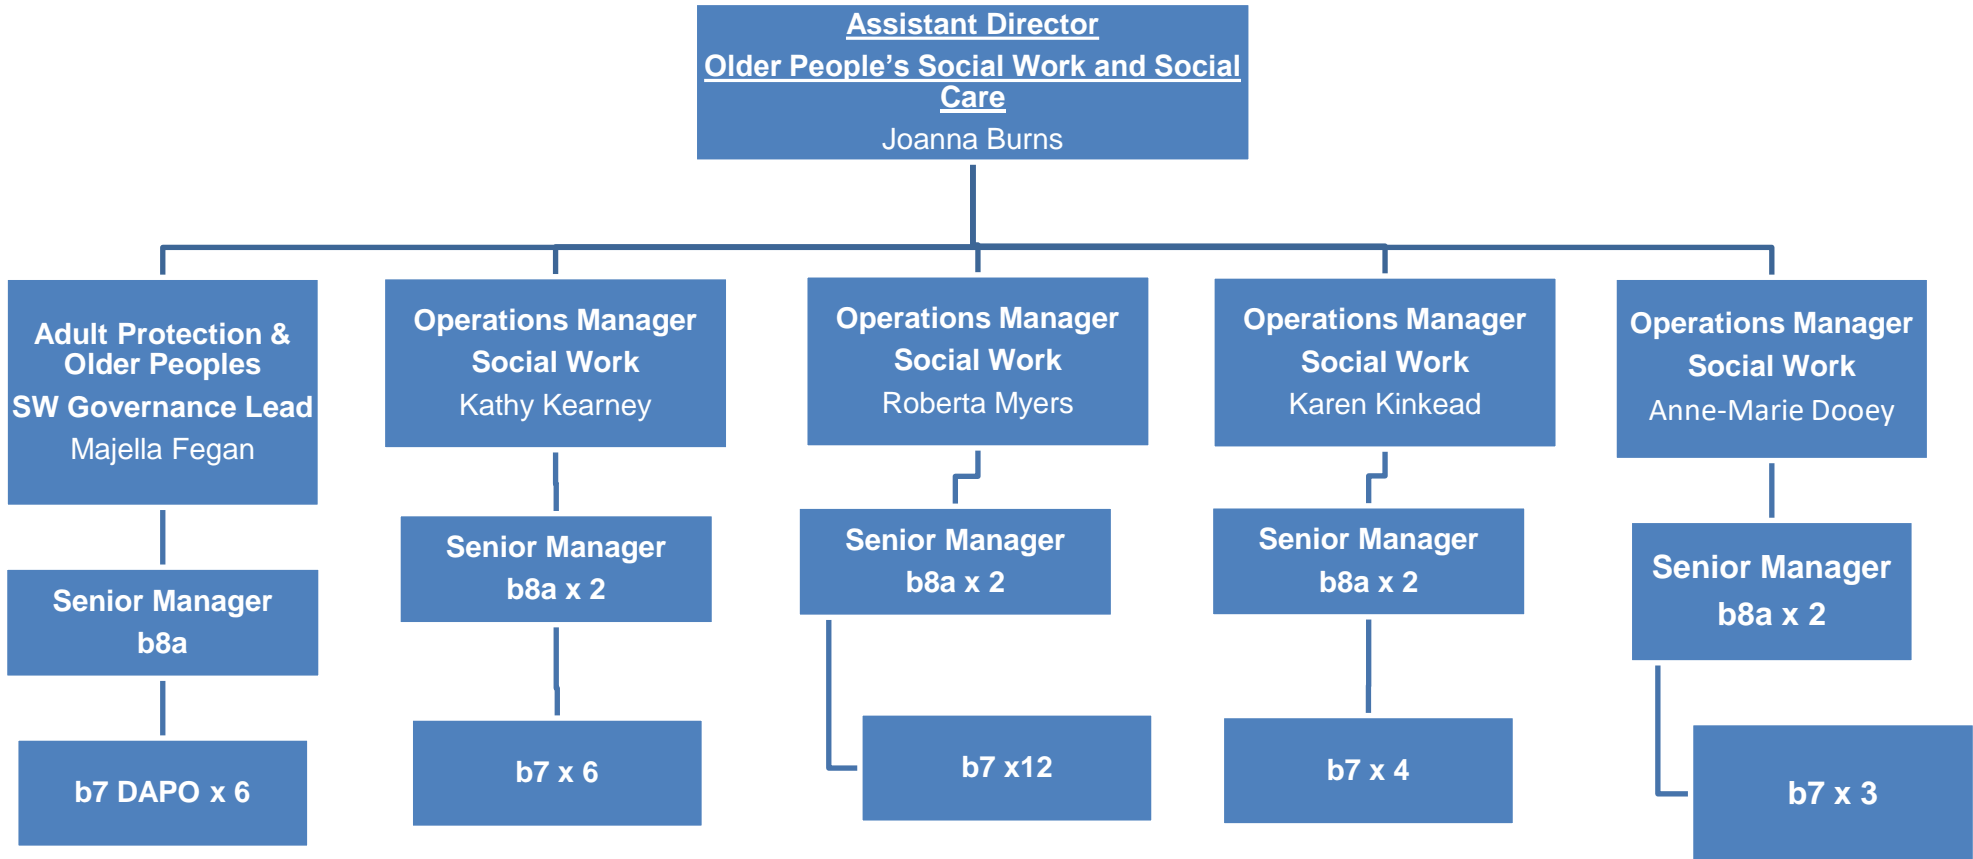 Assistant Director
Older People’s Social Work and Social
Care
Joanna Burns
Adult Protection &
Older Peoples
SW Governance Lead
Majella Fegan
Operations Manager
Social Work
Kathy Kearney
Operations Manager
Social Work
Roberta Myers
Operations Manager
Social Work
Karen Kinkead
Operations Manager
Social Work
Anne-Marie Dooey
Senior Manager
b8a
Senior Manager
b8a x 2
Senior Manager
b8a x 2
Senior Manager
b8a x 2
Senior Manager
b8a x 2
b7 DAPO x 6
b7 x 6
b7 x12
b7 x 4
b7 x 3